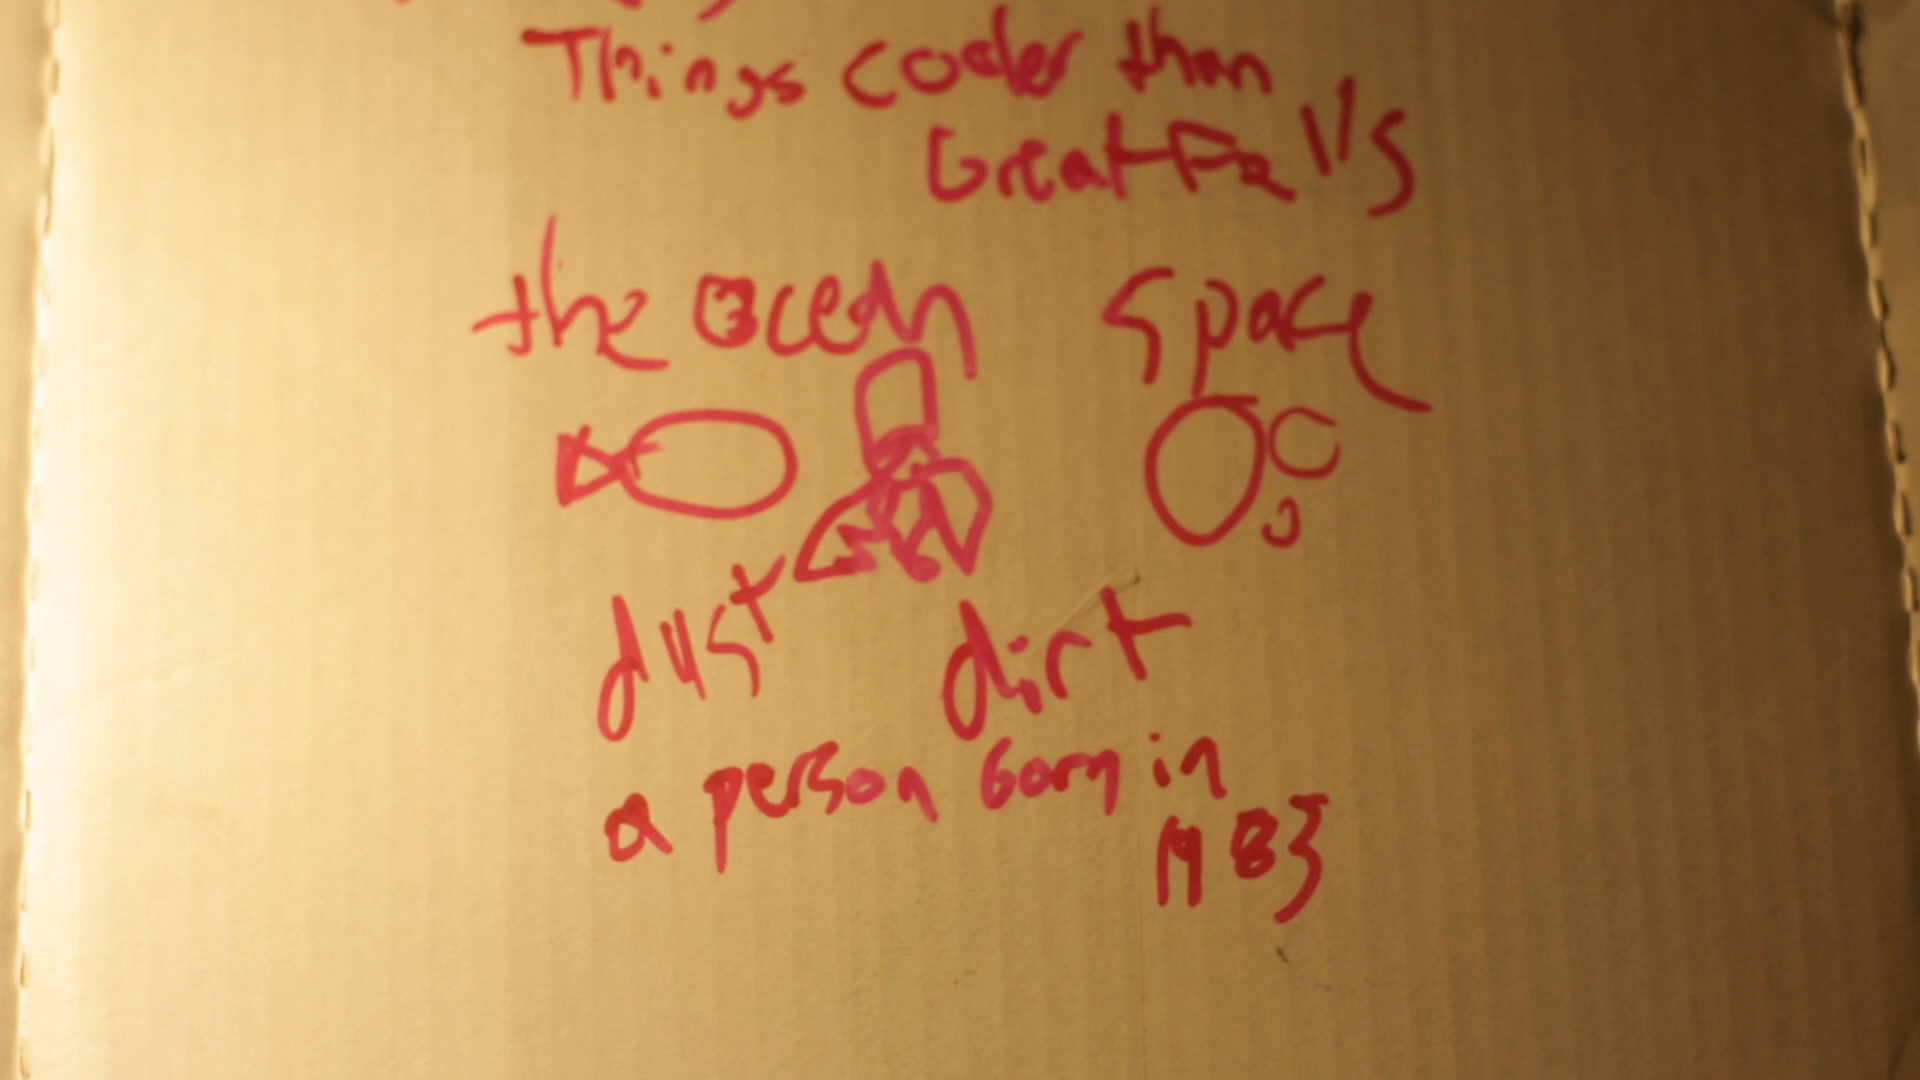 Things cooler than
Great Falls
the ocean space
dust dirt
a person born in
1983